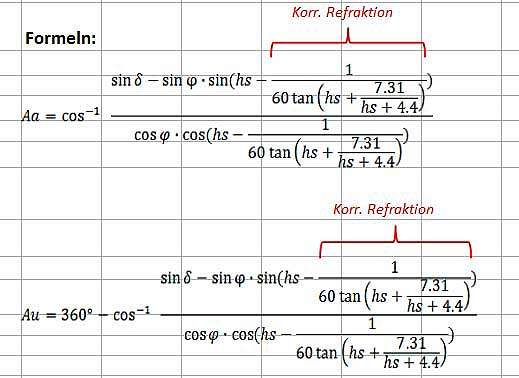 Korr. Refraktion
Formeln:
Aa = cos⁻¹ (sin δ − sin φ · sin(hs − 1 / (60 tan(hs + 7.31 / (hs + 4.4))))) / (cos φ · cos(hs − 1 / (60 tan(hs + 7.31 / (hs + 4.4)))))
Korr. Refraktion
Au = 360° − cos⁻¹ (sin δ − sin φ · sin(hs − 1 / (60 tan(hs + 7.31 / (hs + 4.4))))) / (cos φ · cos(hs − 1 / (60 tan(hs + 7.31 / (hs + 4.4)))))